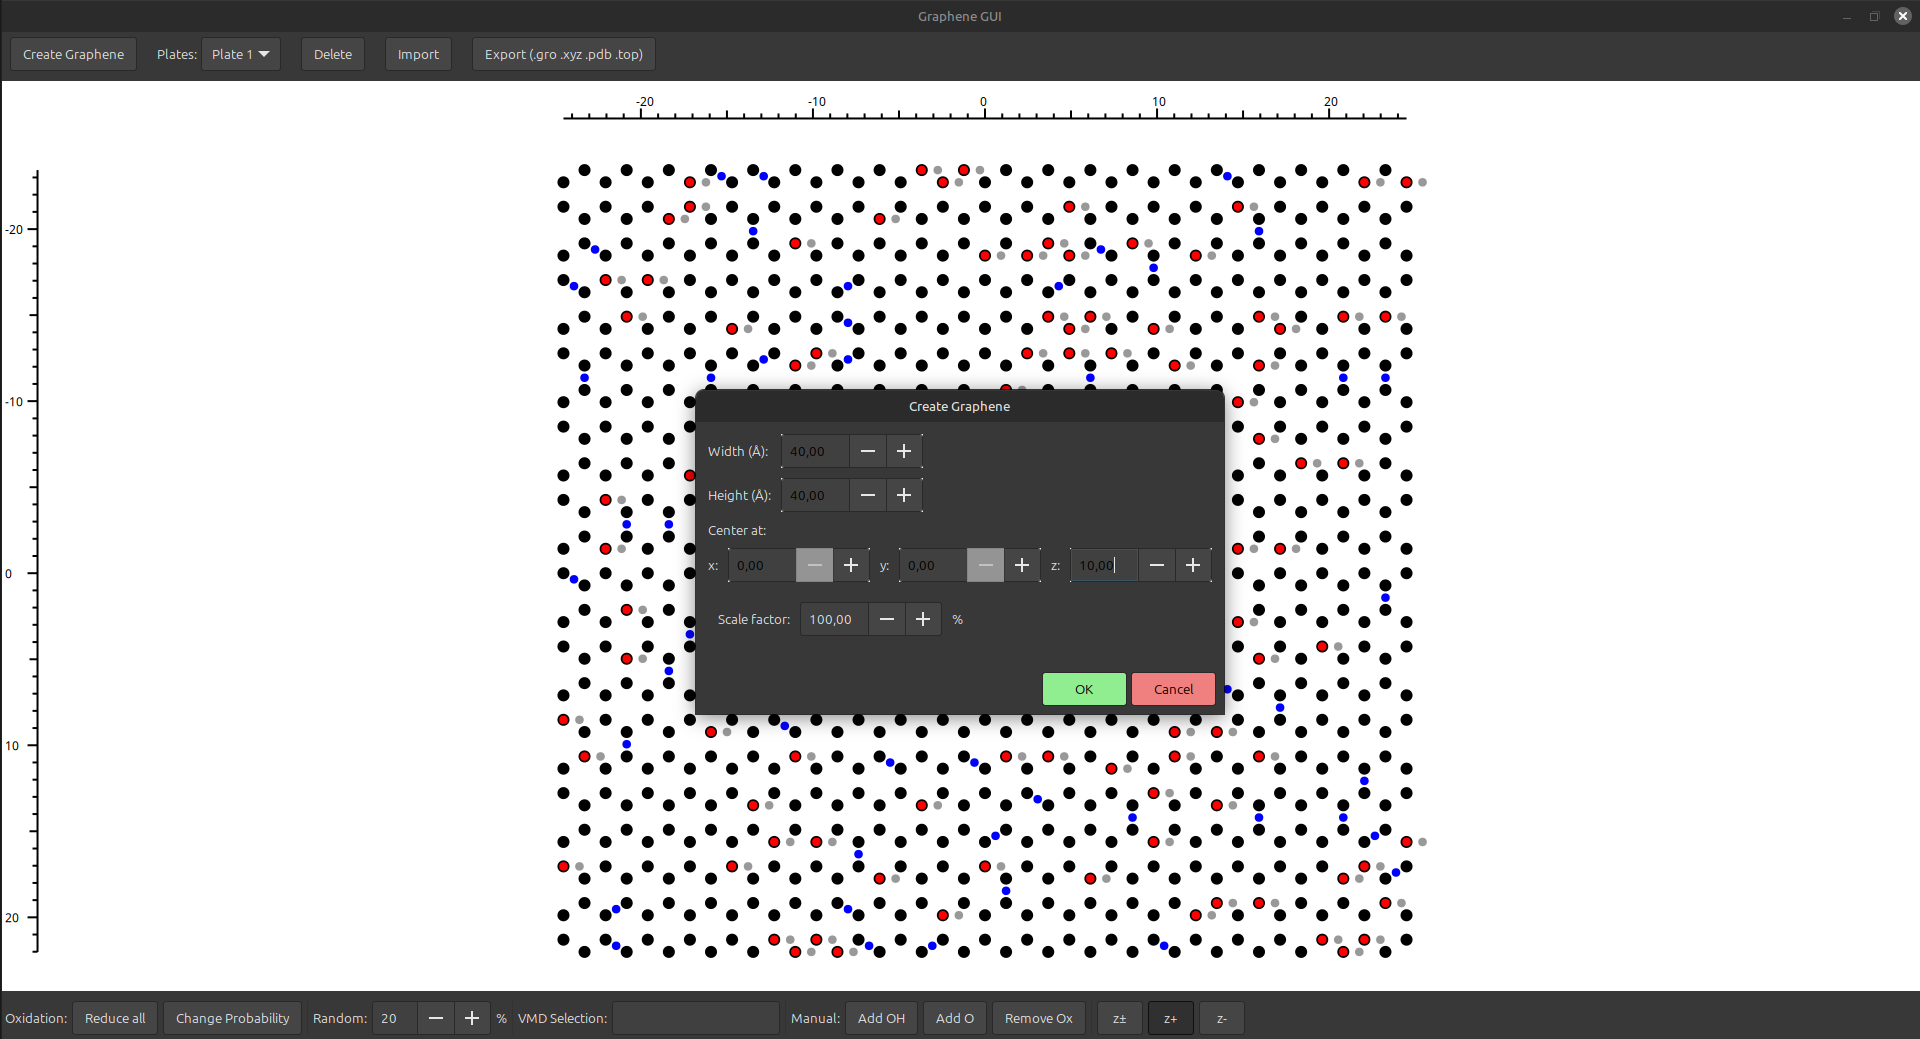 Graphene GUI
Create Graphene Plates: Plate 1 Delete Import Export (.gro .xyz .pdb .top)
-20 -10 0 10 20
-20
-10
0
10
20
Create Graphene
Width (Å): 40,00
Height (Å): 40,00
Center at:
x: 0,00 y: 0,00 z: 10,00
Scale factor: 100,00 %
OK Cancel
Oxidation: Reduce all Change Probability Random: 20 % VMD Selection: Manual: Add OH Add O Remove Ox z± z+ z-